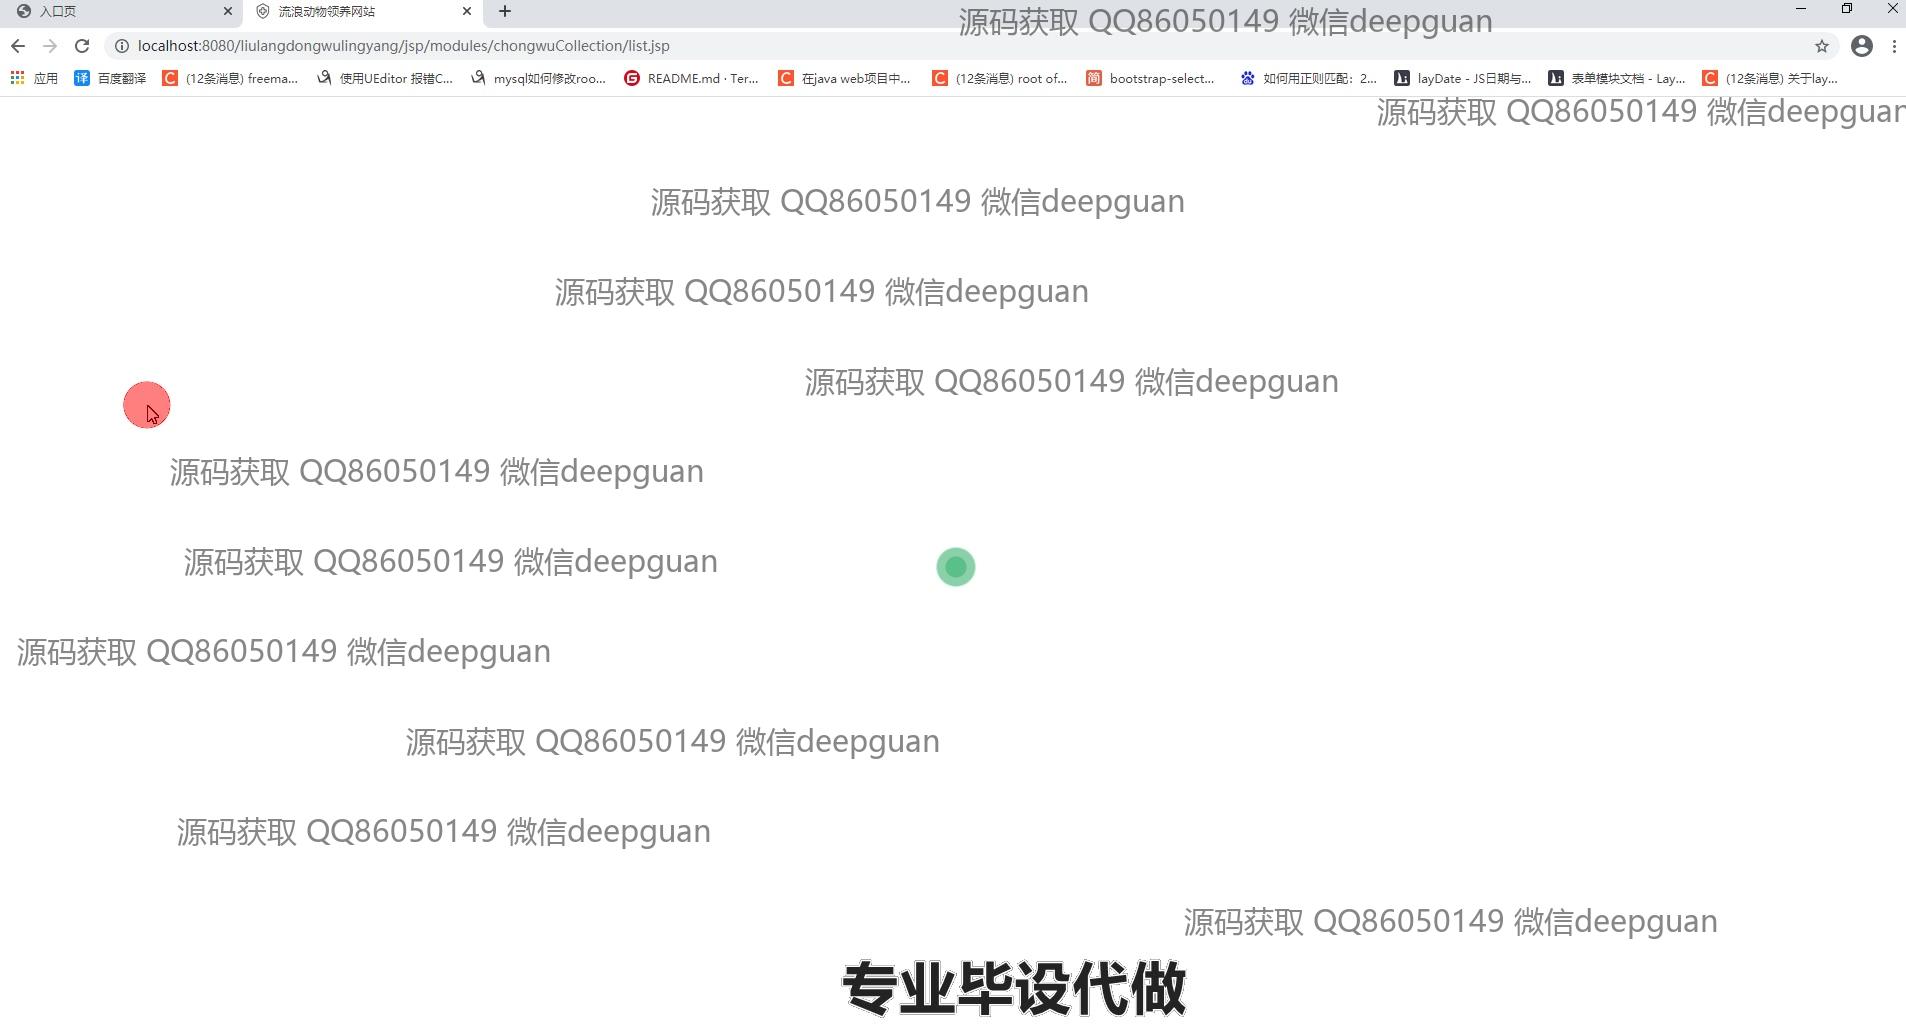 入口页
流浪动物领养网站
源码获取 QQ86050149 微信deepguan
localhost:8080/liulangdongwulingyang/jsp/modules/chongwuCollection/list.jsp
应用
译 百度翻译
C (12条消息) freema...
使用UEditor 报错C...
mysql如何修改roo...
G README.md · Ter...
C 在java web项目中...
C (12条消息) root of...
简 bootstrap-select...
如何用正则匹配：2...
layDate - JS日期与...
表单模块文档 - Lay...
C (12条消息) 关于lay...
源码获取 QQ86050149 微信deepguan
源码获取 QQ86050149 微信deepguan
源码获取 QQ86050149 微信deepguan
源码获取 QQ86050149 微信deepguan
源码获取 QQ86050149 微信deepguan
源码获取 QQ86050149 微信deepguan
源码获取 QQ86050149 微信deepguan
源码获取 QQ86050149 微信deepguan
源码获取 QQ86050149 微信deepguan
源码获取 QQ86050149 微信deepguan
专业毕设代做